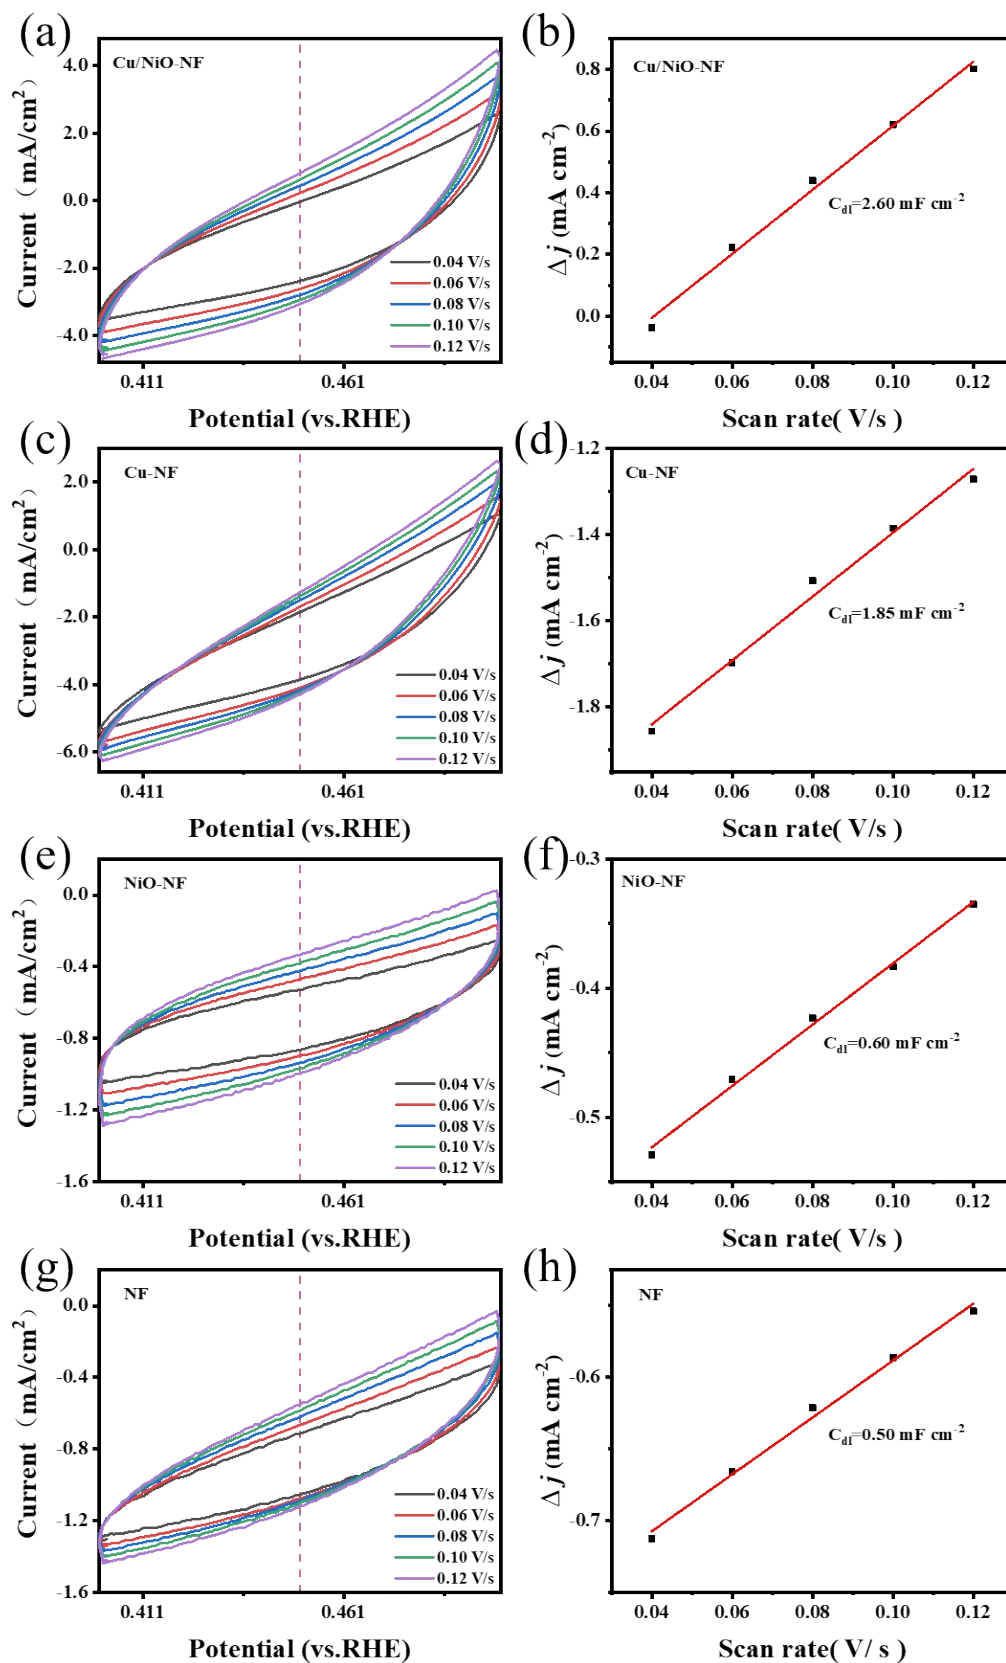 (a)
Cu/NiO-NF
4.0
2.0
0.0
-2.0
-4.0
Current (mA/cm²)
0.04 V/s
0.06 V/s
0.08 V/s
0.10 V/s
0.12 V/s
0.411
0.461
Potential (vs.RHE)
(b)
Cu/NiO-NF
0.8
0.6
0.4
0.2
0.0
Δj (mA cm⁻²)
C_dl=2.60 mF cm⁻²
0.04
0.06
0.08
0.10
0.12
Scan rate( V/s )
(c)
Cu-NF
2.0
0.0
-2.0
-4.0
-6.0
Current (mA/cm²)
0.04 V/s
0.06 V/s
0.08 V/s
0.10 V/s
0.12 V/s
0.411
0.461
Potential (vs.RHE)
(d)
Cu-NF
-1.2
-1.4
-1.6
-1.8
Δj (mA cm⁻²)
C_dl=1.85 mF cm⁻²
0.04
0.06
0.08
0.10
0.12
Scan rate( V/s )
(e)
NiO-NF
0.0
-0.4
-0.8
-1.2
-1.6
Current (mA/cm²)
0.04 V/s
0.06 V/s
0.08 V/s
0.10 V/s
0.12 V/s
0.411
0.461
Potential (vs.RHE)
(f)
NiO-NF
-0.3
-0.4
-0.5
Δj (mA cm⁻²)
C_dl=0.60 mF cm⁻²
0.04
0.06
0.08
0.10
0.12
Scan rate( V/s )
(g)
NF
0.0
-0.4
-0.8
-1.2
-1.6
Current (mA/cm²)
0.04 V/s
0.06 V/s
0.08 V/s
0.10 V/s
0.12 V/s
0.411
0.461
Potential (vs.RHE)
(h)
NF
-0.6
-0.7
Δj (mA cm⁻²)
C_dl=0.50 mF cm⁻²
0.04
0.06
0.08
0.10
0.12
Scan rate( V/ s )